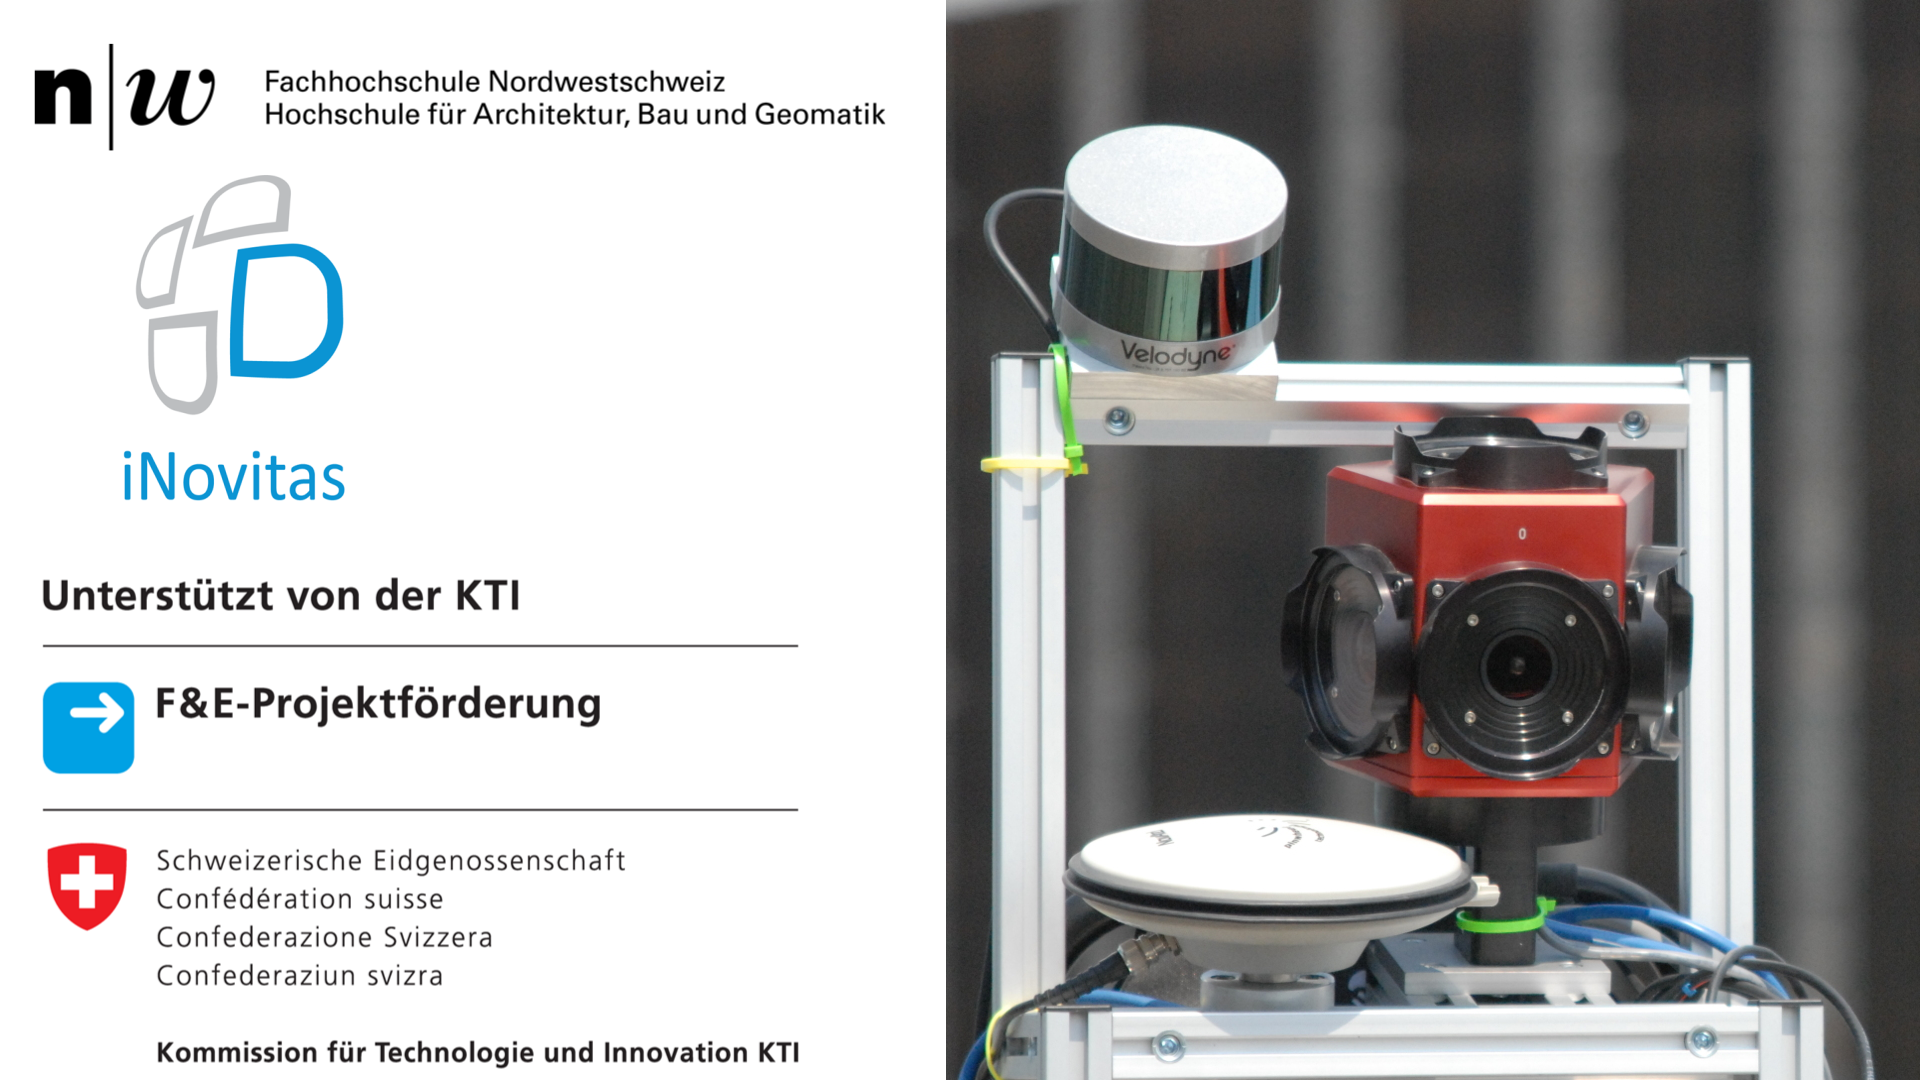 n|w
Fachhochschule Nordwestschweiz
Hochschule für Architektur, Bau und Geomatik
iNovitas
Unterstützt von der KTI
F&E-Projektförderung
Schweizerische Eidgenossenschaft
Confédération suisse
Confederazione Svizzera
Confederaziun svizra
Kommission für Technologie und Innovation KTI
Velodyne
0